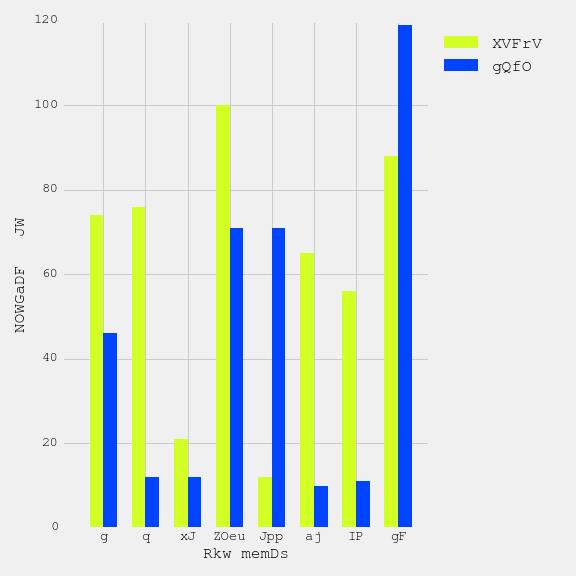 120
100
80
60
40
20
0
NOWGaDF JW
g q xJ ZOeu Jpp aj IP gF
Rkw memDs
XVFrV
gQfO